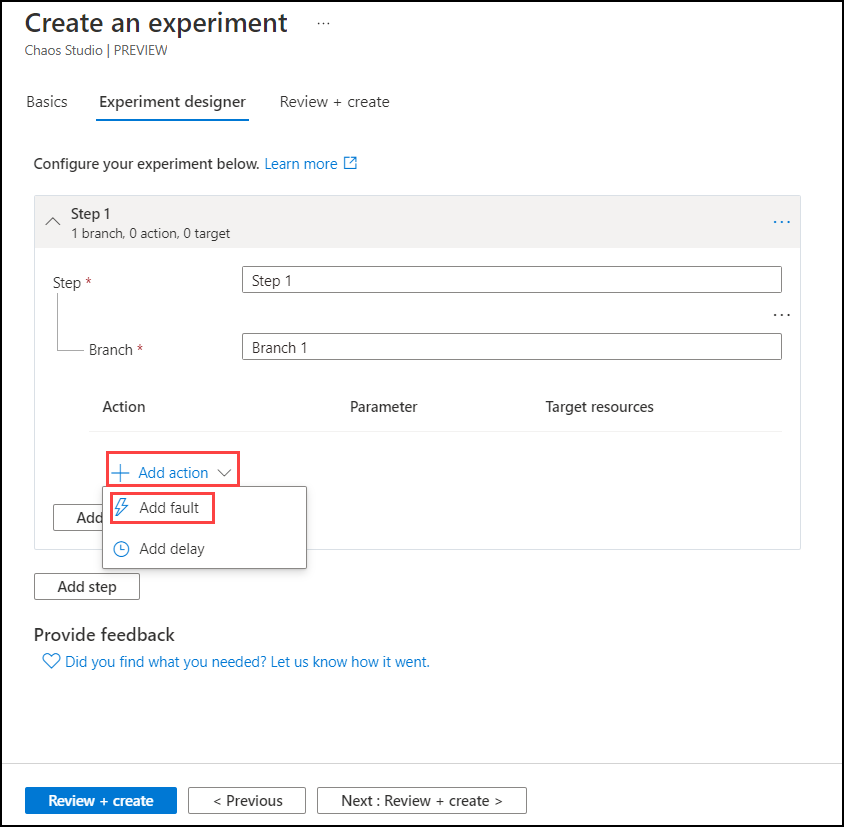 Create an experiment ...
Chaos Studio | PREVIEW
Basics Experiment designer Review + create
Configure your experiment below. Learn more
Step 1
1 branch, 0 action, 0 target
...
Step * Step 1
...
Branch * Branch 1
Action Parameter Target resources
Add action
Add fault
Add
Add delay
Add step
Provide feedback
Did you find what you needed? Let us know how it went.
Review + create < Previous Next : Review + create >